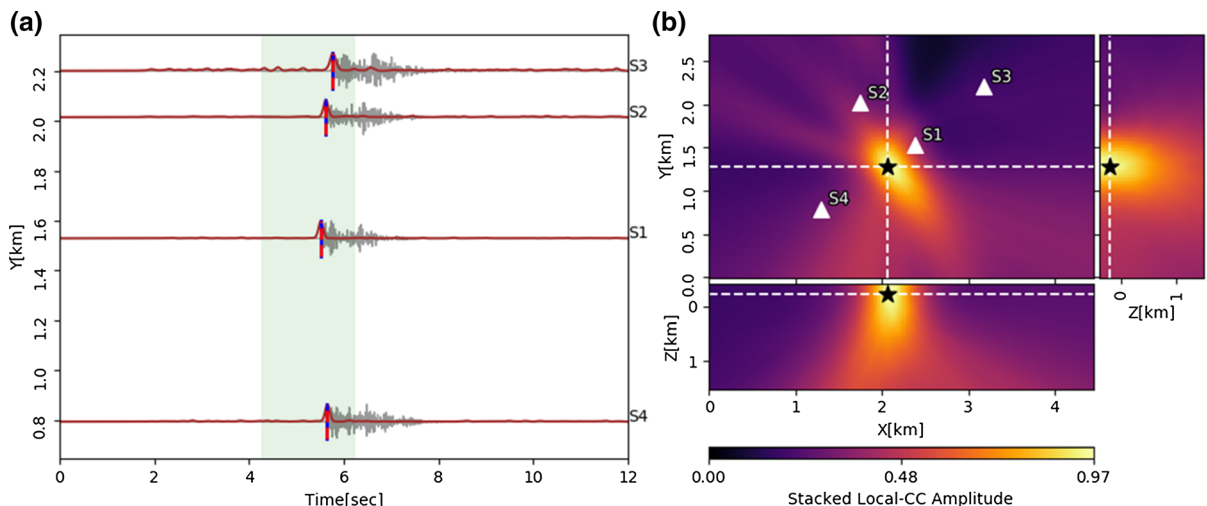 (a)
2.2
2.0
1.8
1.6
1.4
1.2
1.0
0.8
Y[km]
S3
S2
S1
S4
0
2
4
6
8
10
12
Time[sec]
(b)
2.5
2.0
1.5
1.0
0.5
0.0
Y[km]
S2
S3
S1
S4
0
1
Z[km]
0
1
Z[km]
0
1
2
3
4
X[km]
0.00
0.48
0.97
Stacked Local-CC Amplitude